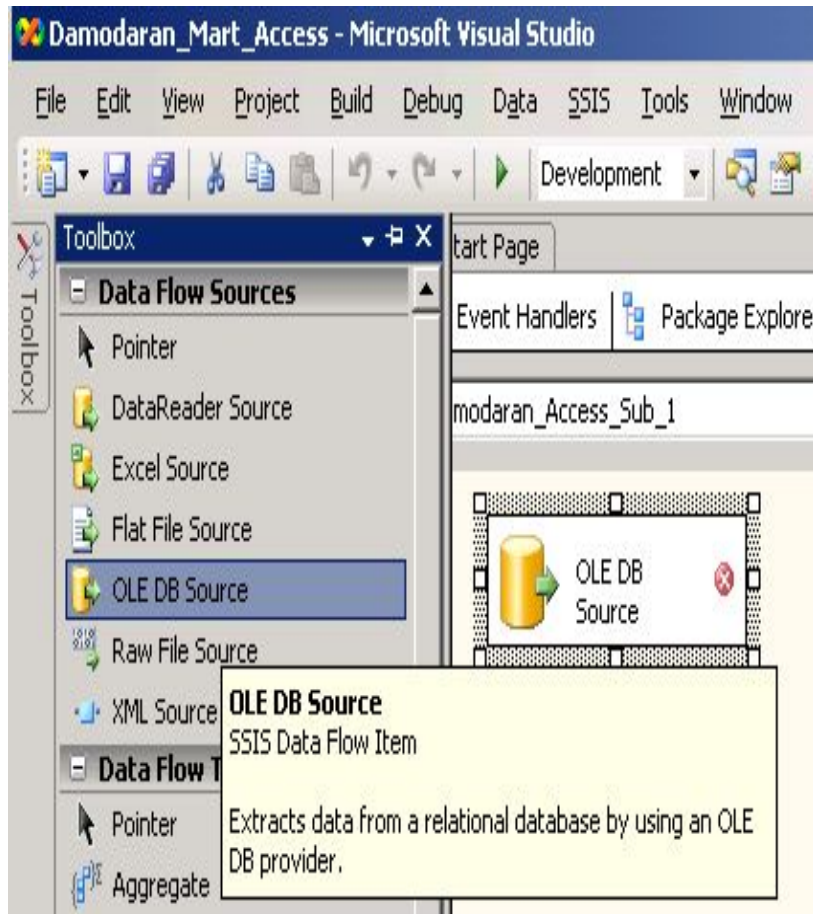 Damodaran_Mart_Access - Microsoft Visual Studio
File Edit View Project Build Debug Data SSIS Tools Window
Development
Toolbox
Toolbox
Data Flow Sources
Pointer
DataReader Source
Excel Source
Flat File Source
OLE DB Source
Raw File Source
XML Source
Data Flow T
Pointer
Aggregate
tart Page
Event Handlers Package Explore
modaran_Access_Sub_1
OLE DB
Source
OLE DB Source
SSIS Data Flow Item
Extracts data from a relational database by using an OLE
DB provider.